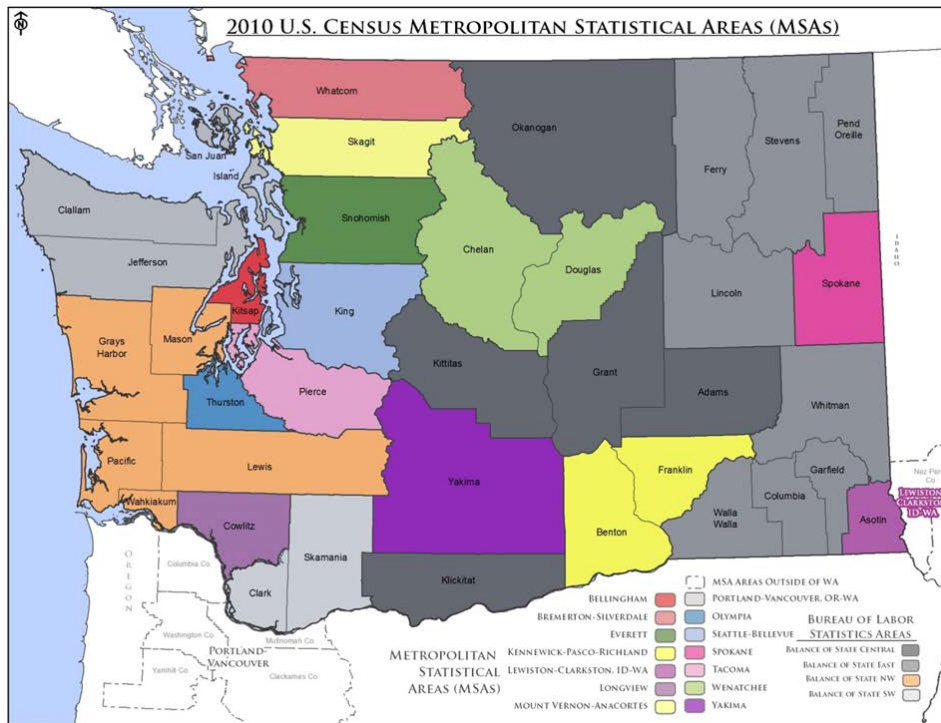 2010 U.S. Census Metropolitan Statistical Areas (MSAs)
N
Whatcom
Okanogan
Pend
Oreille
Stevens
Skagit
San Juan
Ferry
Island
Clallam
Snohomish
Chelan
Jefferson
Douglas
IDAHO
Spokane
Lincoln
Kitsap
King
Mason
Grays
Harbor
Kittitas
Grant
Adams
Pierce
Thurston
Whitman
Pacific
Lewis
Franklin
Garfield
Nez Per
Co
Yakima
Columbia
Lewiston
Clarkston
ID-WA
Wahkiakum
Walla
Walla
Asotin
Cowlitz
Benton
Skamania
OREGON
Columbia Co.
Klickitat
Clark
MSA Areas Outside of WA
Bellingham
Portland-Vancouver, OR-WA
Bremerton-Silverdale
Olympia
Bureau of Labor
Statistics Areas
Everett
Seattle-Bellevue
Washington Co.
Multnomah Co.
Kennewick-Pasco-Richland
Spokane
Balance of State Central
Portland
Vancouver
Metropolitan
Statistical
Areas (MSAs)
Lewiston-Clarkston, ID-WA
Tacoma
Balance of State East
Yamhill Co.
Clackamas Co.
Longview
Wenatchee
Balance of State NW
Mount Vernon-Anacortes
Yakima
Balance of State SW